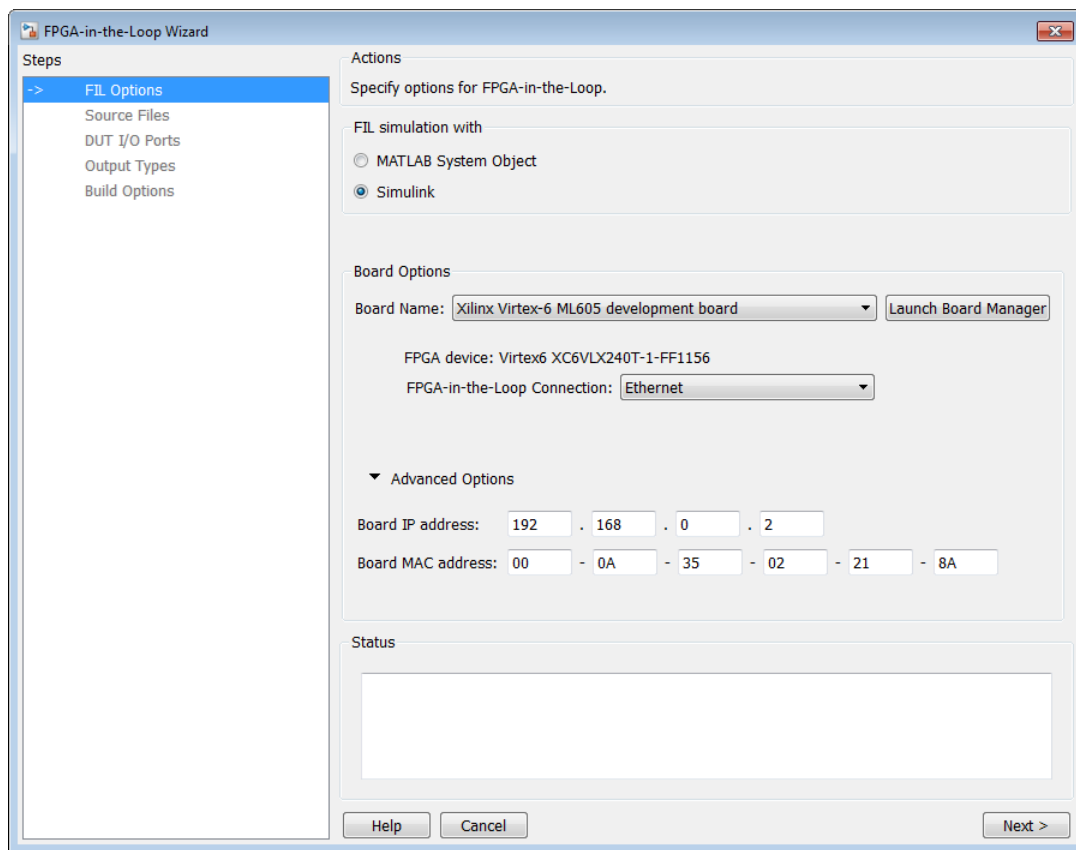 FPGA-in-the-Loop Wizard
Steps
-> FIL Options
Source Files
DUT I/O Ports
Output Types
Build Options
Actions
Specify options for FPGA-in-the-Loop.
FIL simulation with
MATLAB System Object
Simulink
Board Options
Board Name: Xilinx Virtex-6 ML605 development board Launch Board Manager
FPGA device: Virtex6 XC6VLX240T-1-FF1156
FPGA-in-the-Loop Connection: Ethernet
Advanced Options
Board IP address: 192 . 168 . 0 . 2
Board MAC address: 00 - 0A - 35 - 02 - 21 - 8A
Status
Help Cancel Next >